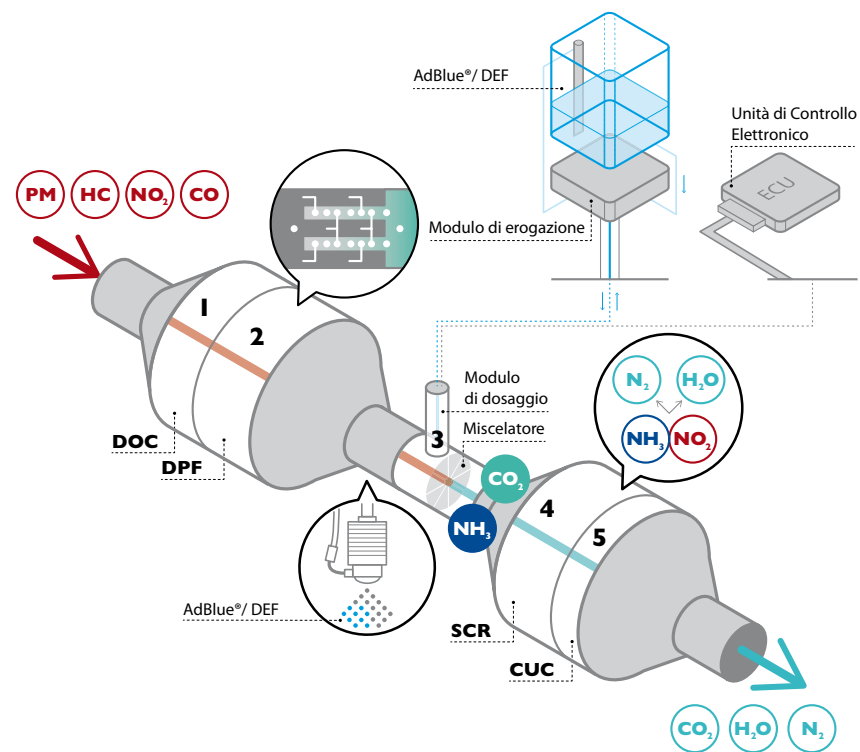 AdBlue®/ DEF
Unità di Controllo
Elettronico
ECU
PM HC NO₂ CO
Modulo di erogazione
1
2
DOC
DPF
Modulo
di dosaggio
3
Miscelatore
N₂ H₂O
NH₃ NO₂
CO₂
NH₃
4
5
AdBlue®/ DEF
SCR
CUC
CO₂ H₂O N₂